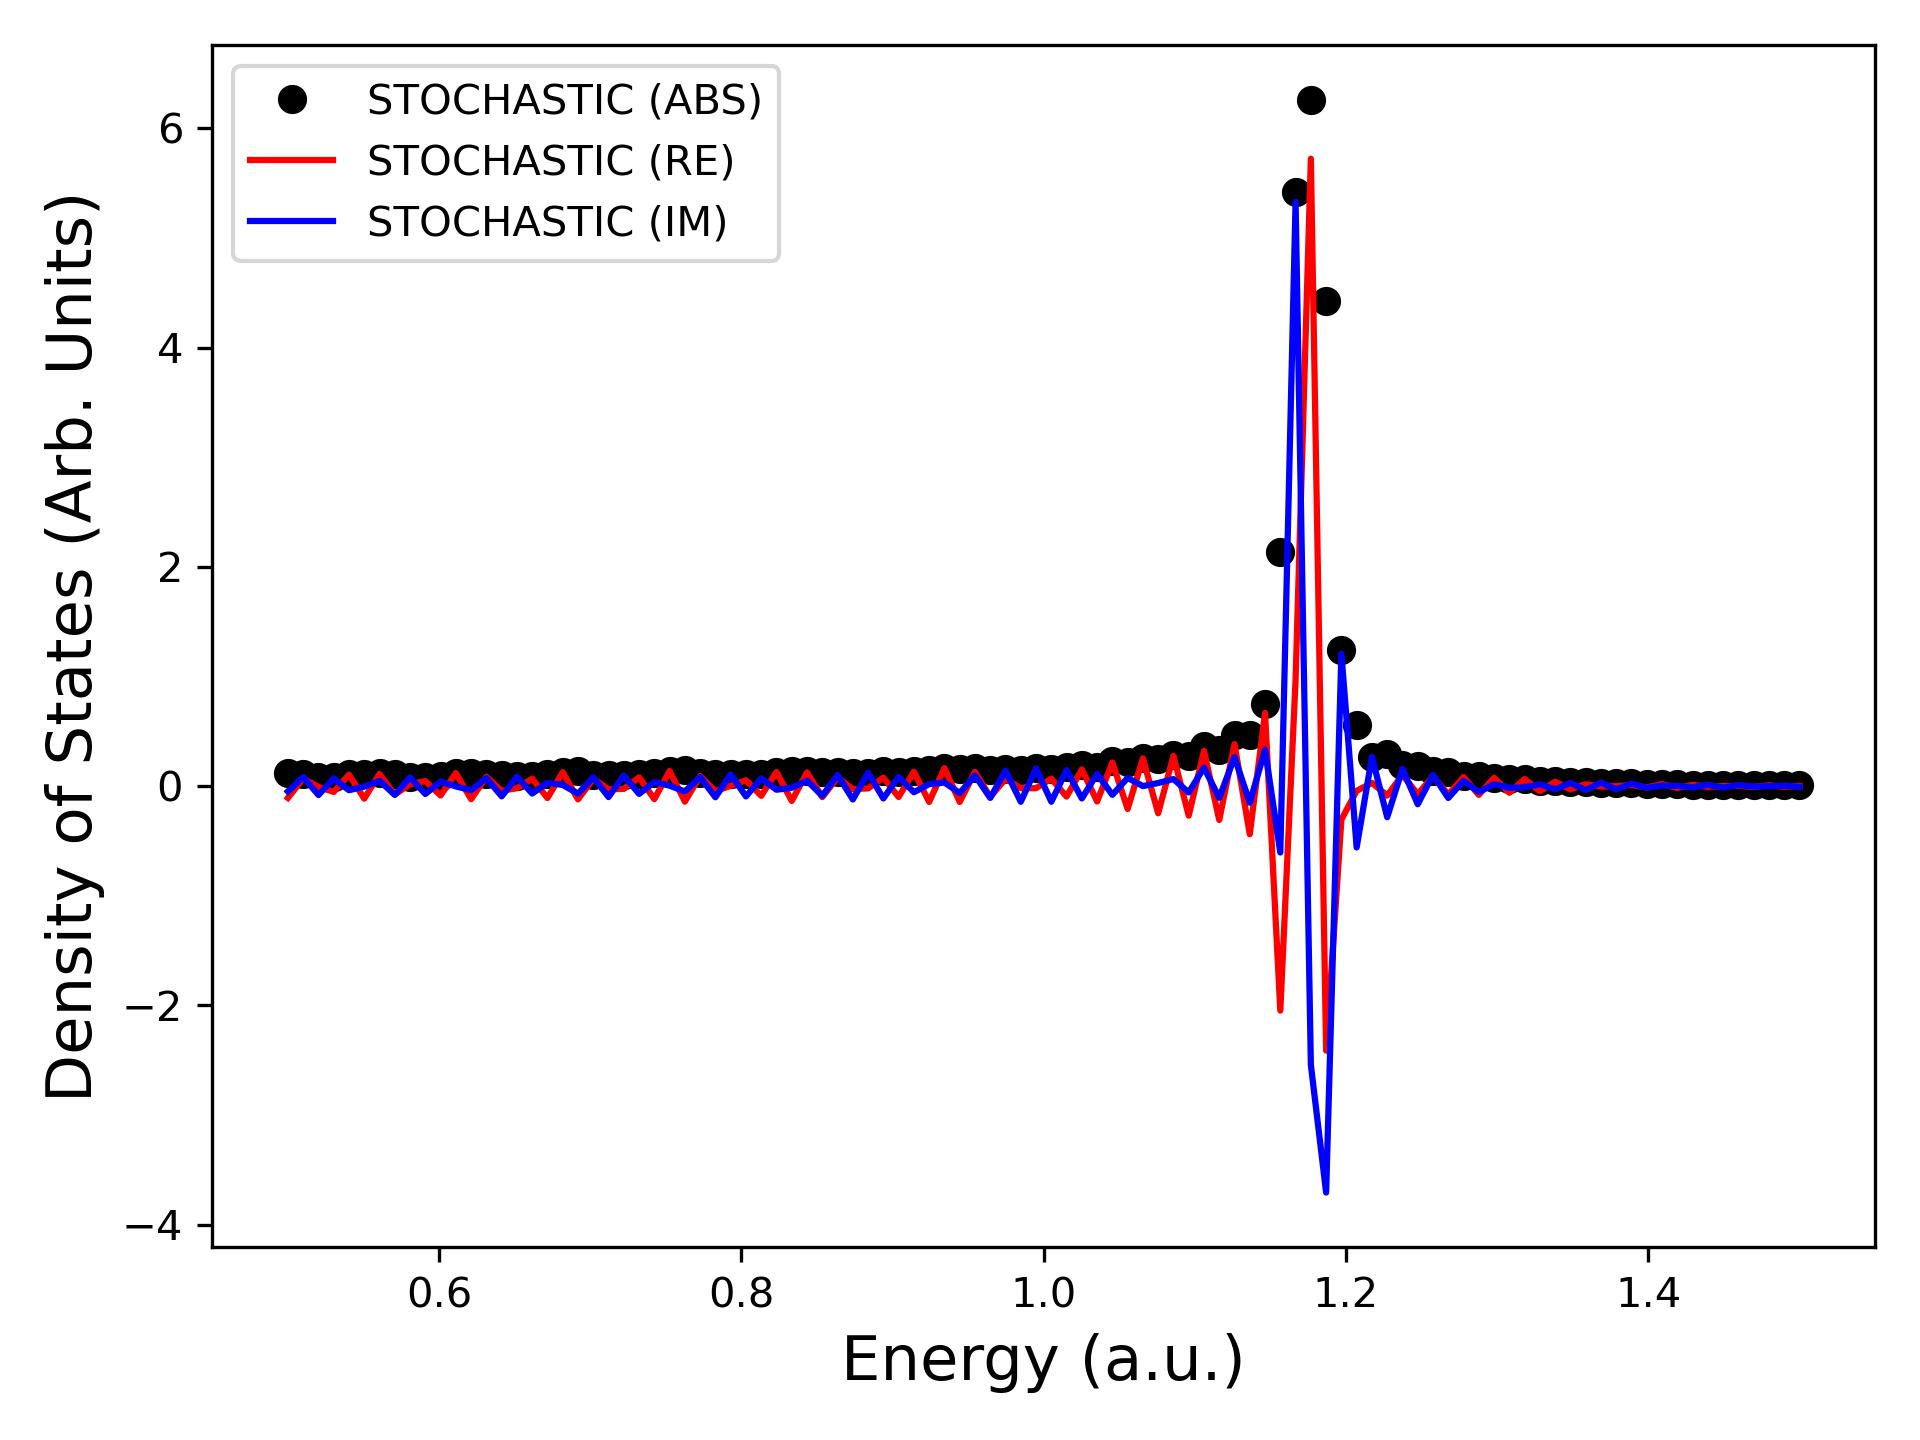 STOCHASTIC (ABS)
STOCHASTIC (RE)
STOCHASTIC (IM)
Density of States (Arb. Units)
6
4
2
0
−2
−4
0.6 0.8 1.0 1.2 1.4
Energy (a.u.)